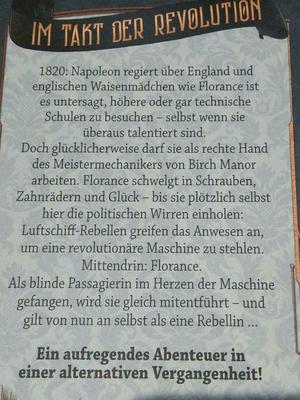 IM TAKT DER REVOLUTION
1820: Napoleon regiert über England und
englischen Waisenmädchen wie Florance ist
es untersagt, höhere oder gar technische
Schulen zu besuchen – selbst wenn sie
überaus talentiert sind.
Doch glücklicherweise darf sie als rechte Hand
des Meistermechanikers von Birch Manor
arbeiten. Florance schwelgt in Schrauben,
Zahnrädern und Glück – bis sie plötzlich selbst
hier die politischen Wirren einholen:
Luftschiff-Rebellen greifen das Anwesen an,
um eine revolutionäre Maschine zu stehlen.
Mittendrin: Florance.
Als blinde Passagierin im Herzen der Maschine
gefangen, wird sie gleich mitentführt – und
gilt von nun an selbst als eine Rebellin ...
Ein aufregendes Abenteuer in
einer alternativen Vergangenheit!